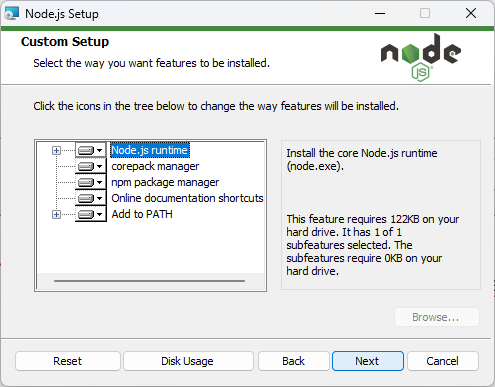 Node.js Setup
Custom Setup
Select the way you want features to be installed.
node
JS
Click the icons in the tree below to change the way features will be installed.
Node.js runtime
corepack manager
npm package manager
Online documentation shortcuts
Add to PATH
Install the core Node.js runtime
(node.exe).
This feature requires 122KB on your
hard drive. It has 1 of 1
subfeatures selected. The
subfeatures require 0KB on your
hard drive.
Browse...
Reset
Disk Usage
Back
Next
Cancel